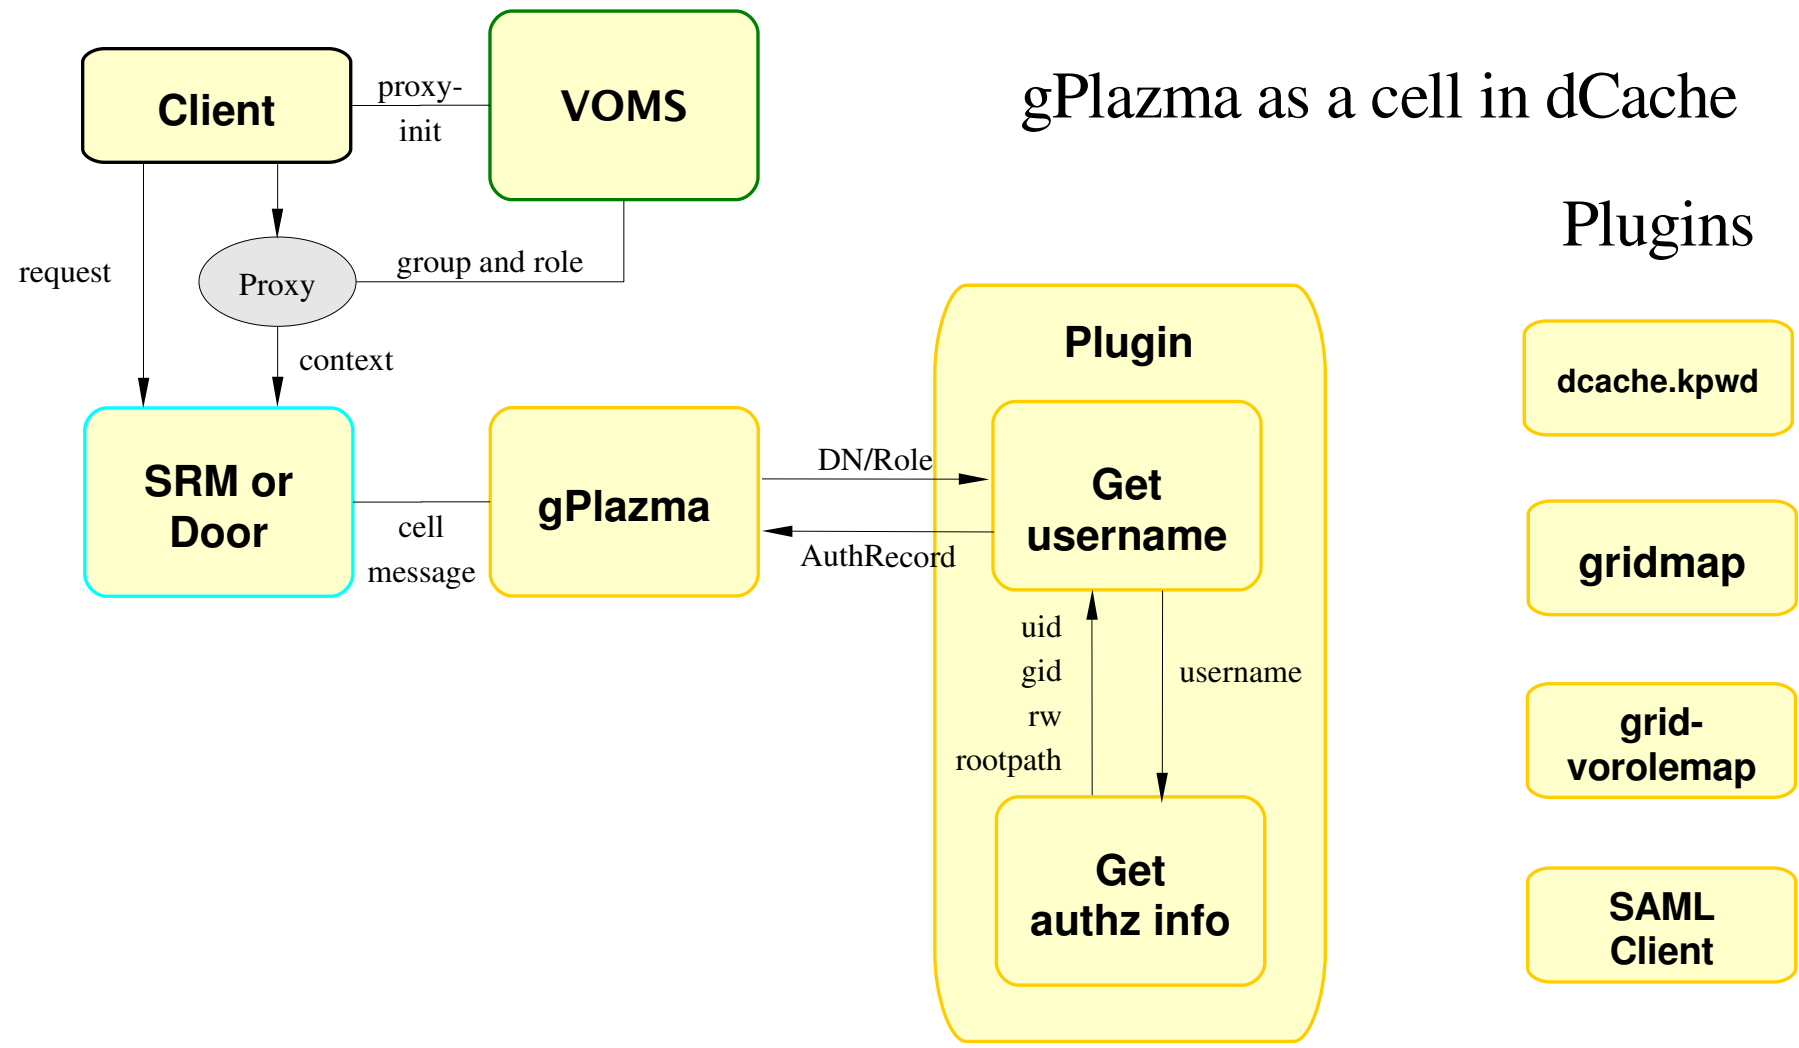 gPlazma as a cell in dCache
Client
proxy-
init
VOMS
request
Proxy
group and role
context
SRM or
Door
cell
message
gPlazma
DN/Role
AuthRecord
Plugin
Get
username
uid
gid
rw
rootpath
username
Get
authz info
Plugins
dcache.kpwd
gridmap
grid-
vorolemap
SAML
Client